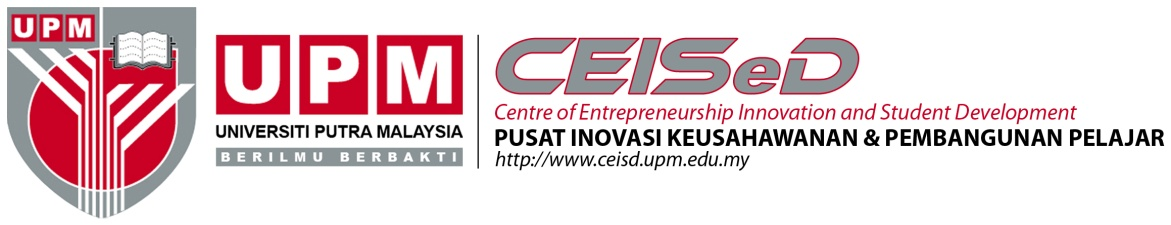 UPM
UPM
UNIVERSITI PUTRA MALAYSIA
BERILMU BERBAKTI
CEISeD
Centre of Entrepreneurship Innovation and Student Development
PUSAT INOVASI KEUSAHAWANAN & PEMBANGUNAN PELAJAR
http://www.ceisd.upm.edu.my